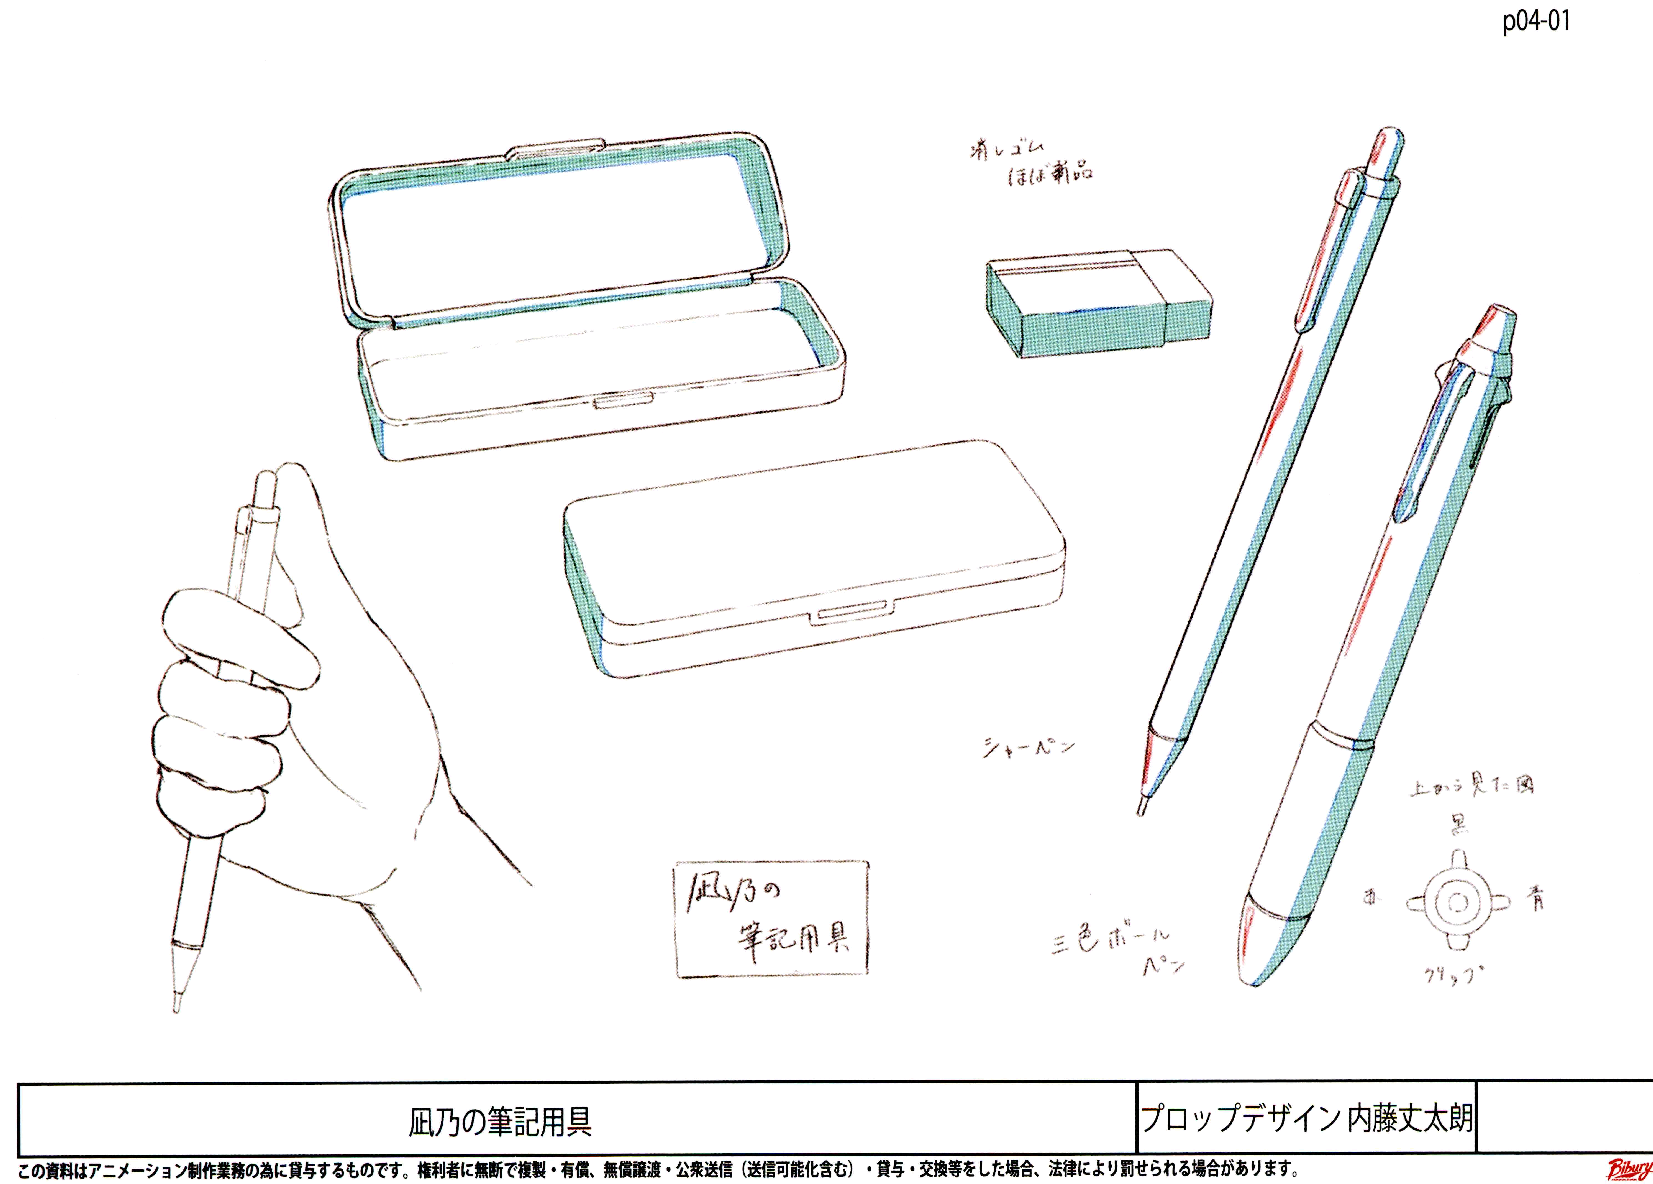 p04-01
消しゴム
ほぼ新品
シャーペン
上から見た図
黒
赤
青
クリップ
三色ボール
ペン
凪乃の
筆記用具
凪乃の筆記用具
プロップデザイン 内藤丈太朗
この資料はアニメーション制作業務の為に貸与するものです。権利者に無断で複製・有償、無償譲渡・公衆送信（送信可能化含む）・貸与・交換等をした場合、法律により罰せられる場合があります。
Bibury